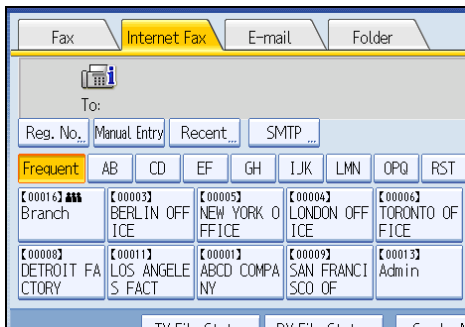 Fax Internet Fax E-mail Folder
To:
Reg. No. Manual Entry Recent SMTP
Frequent AB CD EF GH IJK LMN OPQ RST
【00016】 【00003】 【00005】 【00004】 【00006】
Branch BERLIN OFF NEW YORK O LONDON OFF TORONTO OF
ICE FFICE ICE FICE
【00008】 【00011】 【00001】 【00009】 【00013】
DETROIT FA LOS ANGELE ABCD COMPA SAN FRANCI Admin
CTORY S FACT NY SCO OF